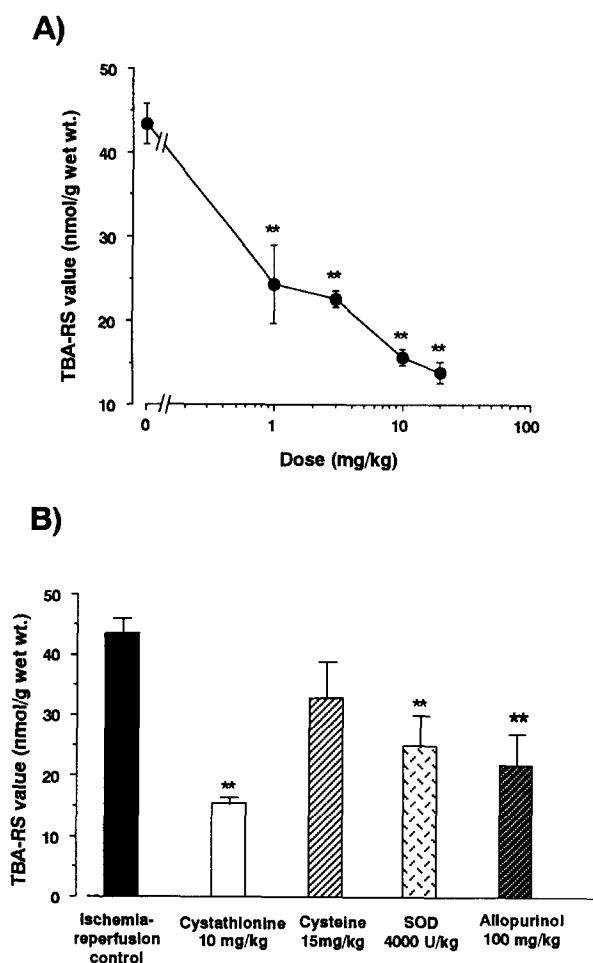 A)
TBA-RS value (nmol/g wet wt.)
50
40
30
20
10
**
**
**
**
0
1
10
100
Dose (mg/kg)
B)
TBA-RS value (nmol/g wet wt.)
50
40
30
20
10
0
**
**
**
Ischemia-
reperfusion
control
Cystathionine
10 mg/kg
Cysteine
15mg/kg
SOD
4000 U/kg
Allopurinol
100 mg/kg